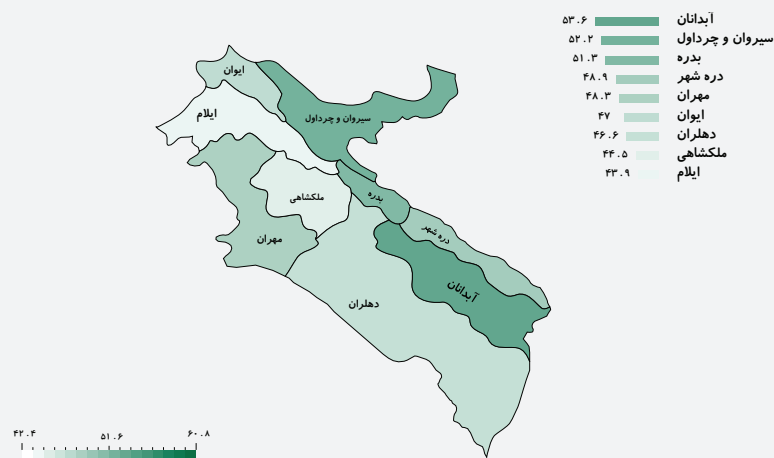 آبدانان ۵۳.۶
سیروان و چرداول ۵۲.۲
بدره ۵۱.۳
دره شهر ۴۸.۹
مهران ۴۸.۳
ایوان ۴۷
دهلران ۴۶.۶
ملکشاهی ۴۴.۵
ایلام ۴۳.۹
ایوان
ایلام
سیروان و چرداول
بدره
ملکشاهی
دره شهر
مهران
آبدانان
دهلران
۴۲.۴ ۵۱.۶ ۶۰.۸